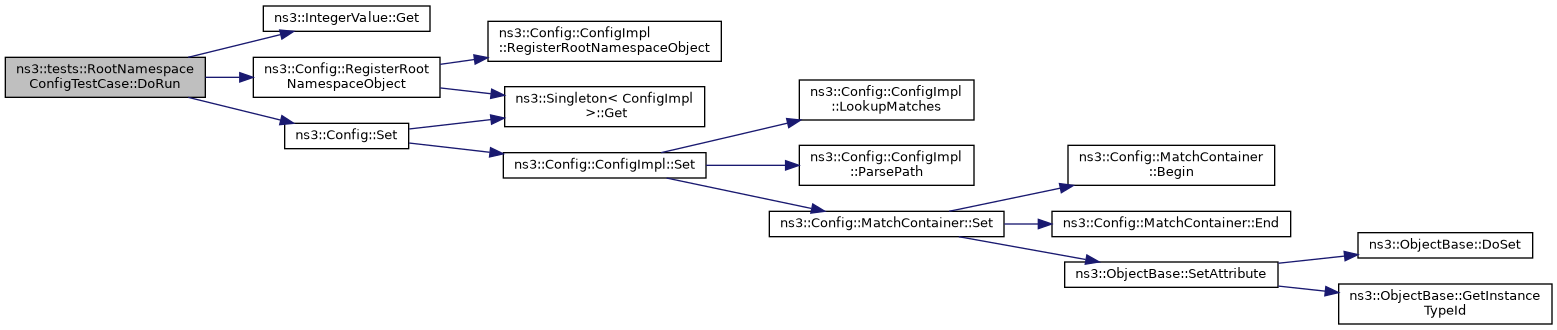 ns3::tests::RootNamespace
ConfigTestCase::DoRun
ns3::IntegerValue::Get
ns3::Config::RegisterRoot
NamespaceObject
ns3::Config::Set
ns3::Config::ConfigImpl
::RegisterRootNamespaceObject
ns3::Singleton< ConfigImpl
>::Get
ns3::Config::ConfigImpl::Set
ns3::Config::ConfigImpl
::LookupMatches
ns3::Config::ConfigImpl
::ParsePath
ns3::Config::MatchContainer::Set
ns3::Config::MatchContainer
::Begin
ns3::Config::MatchContainer::End
ns3::ObjectBase::SetAttribute
ns3::ObjectBase::DoSet
ns3::ObjectBase::GetInstance
TypeId